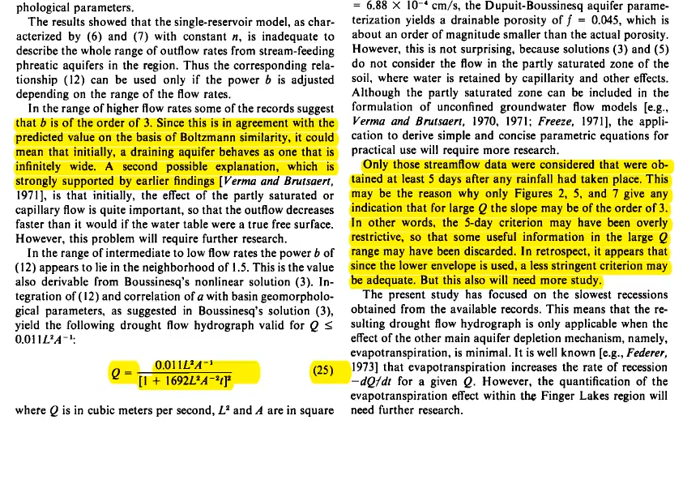 phological parameters.
The results showed that the single-reservoir model, as char-
acterized by (6) and (7) with constant n, is inadequate to
describe the whole range of outflow rates from stream-feeding
phreatic aquifers in the region. Thus the corresponding rela-
tionship (12) can be used only if the power b is adjusted
depending on the range of the flow rates.
In the range of higher flow rates some of the records suggest
that b is of the order of 3. Since this is in agreement with the
predicted value on the basis of Boltzmann similarity, it could
mean that initially, a draining aquifer behaves as one that is
infinitely wide. A second possible explanation, which is
strongly supported by earlier findings [Verma and Brutsaert,
1971], is that initially, the effect of the partly saturated or
capillary flow is quite important, so that the outflow decreases
faster than it would if the water table were a true free surface.
However, this problem will require further research.
In the range of intermediate to low flow rates the power b of
(12) appears to lie in the neighborhood of 1.5. This is the value
also derivable from Boussinesq's nonlinear solution (3). In-
tegration of (12) and correlation of a with basin geomorpholo-
gical parameters, as suggested in Boussinesq's solution (3),
yield the following drought flow hydrograph valid for Q ≤
0.011L²A⁻¹:
Q = 0.011L²A⁻¹ / [1 + 1692L²A⁻²t]² (25)
where Q is in cubic meters per second, L² and A are in square
= 6.88 × 10⁻⁴ cm/s, the Dupuit-Boussinesq aquifer parame-
terization yields a drainable porosity of f = 0.045, which is
about an order of magnitude smaller than the actual porosity.
However, this is not surprising, because solutions (3) and (5)
do not consider the flow in the partly saturated zone of the
soil, where water is retained by capillarity and other effects.
Although the partly saturated zone can be included in the
formulation of unconfined groundwater flow models [e.g.,
Verma and Brutsaert, 1970, 1971; Freeze, 1971], the appli-
cation to derive simple and concise parametric equations for
practical use will require more research.
Only those streamflow data were considered that were ob-
tained at least 5 days after any rainfall had taken place. This
may be the reason why only Figures 2, 5, and 7 give any
indication that for large Q the slope may be of the order of 3.
In other words, the 5-day criterion may have been overly
restrictive, so that some useful information in the large Q
range may have been discarded. In retrospect, it appears that
since the lower envelope is used, a less stringent criterion may
be adequate. But this also will need more study.
The present study has focused on the slowest recessions
obtained from the available records. This means that the re-
sulting drought flow hydrograph is only applicable when the
effect of the other main aquifer depletion mechanism, namely,
evapotranspiration, is minimal. It is well known [e.g., Federer,
1973] that evapotranspiration increases the rate of recession
−dQ/dt for a given Q. However, the quantification of the
evapotranspiration effect within the Finger Lakes region will
need further research.